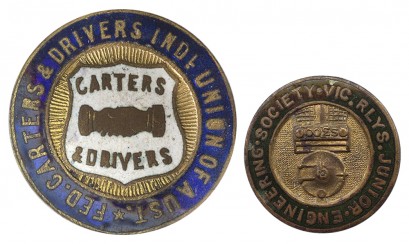 FED. CARTERS & DRIVERS. INDL UNION OF AUST.
CARTERS
& DRIVERS
SOCIETY · VIC. RLYS. JUNIOR · ENGINEERING ·